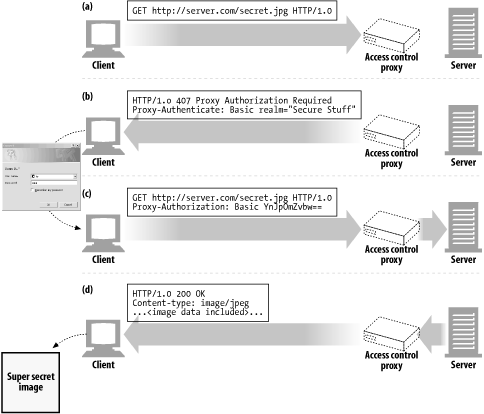 (a)
GET http://server.com/secret.jpg HTTP/1.0
Client
Access control
proxy
Server
(b)
HTTP/1.0 407 Proxy Authorization Required
Proxy-Authenticate: Basic realm="Secure Stuff"
Client
Access control
proxy
Server
(c)
GET http://server.com/secret.jpg HTTP/1.0
Proxy-Authorization: Basic YnJpOmZvbw==
Client
Access control
proxy
Server
(d)
HTTP/1.0 200 OK
Content-type: image/jpeg
...<image data included>...
Client
Access control
proxy
Server
Super secret
image